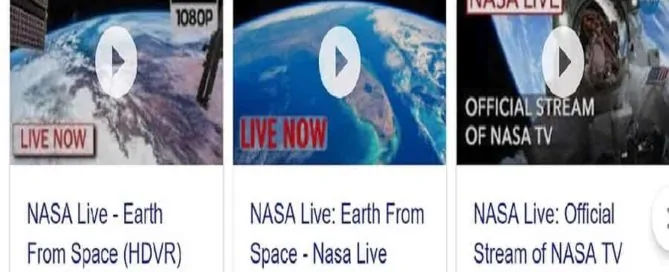 1080P
LIVE NOW
NASA Live - Earth
From Space (HDVR)
LIVE NOW
NASA Live: Earth From
Space - Nasa Live
NASA LIVE
OFFICIAL STREAM
OF NASA TV
NASA Live: Official
Stream of NASA TV